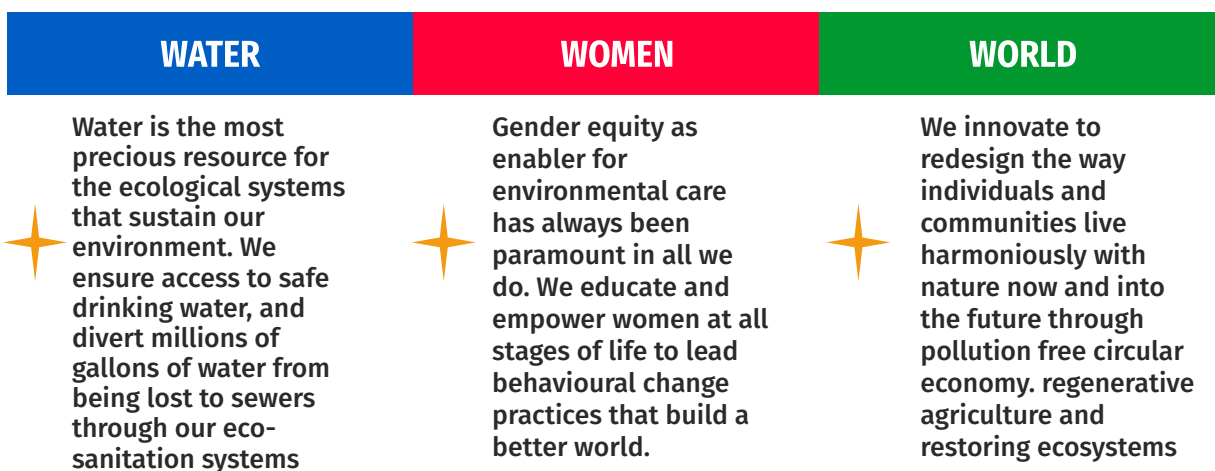 WATER
Water is the most
precious resource for
the ecological systems
that sustain our
environment. We
ensure access to safe
drinking water, and
divert millions of
gallons of water from
being lost to sewers
through our eco-
sanitation systems
WOMEN
Gender equity as
enabler for
environmental care
has always been
paramount in all we
do. We educate and
empower women at all
stages of life to lead
behavioural change
practices that build a
better world.
WORLD
We innovate to
redesign the way
individuals and
communities live
harmoniously with
nature now and into
the future through
pollution free circular
economy. regenerative
agriculture and
restoring ecosystems